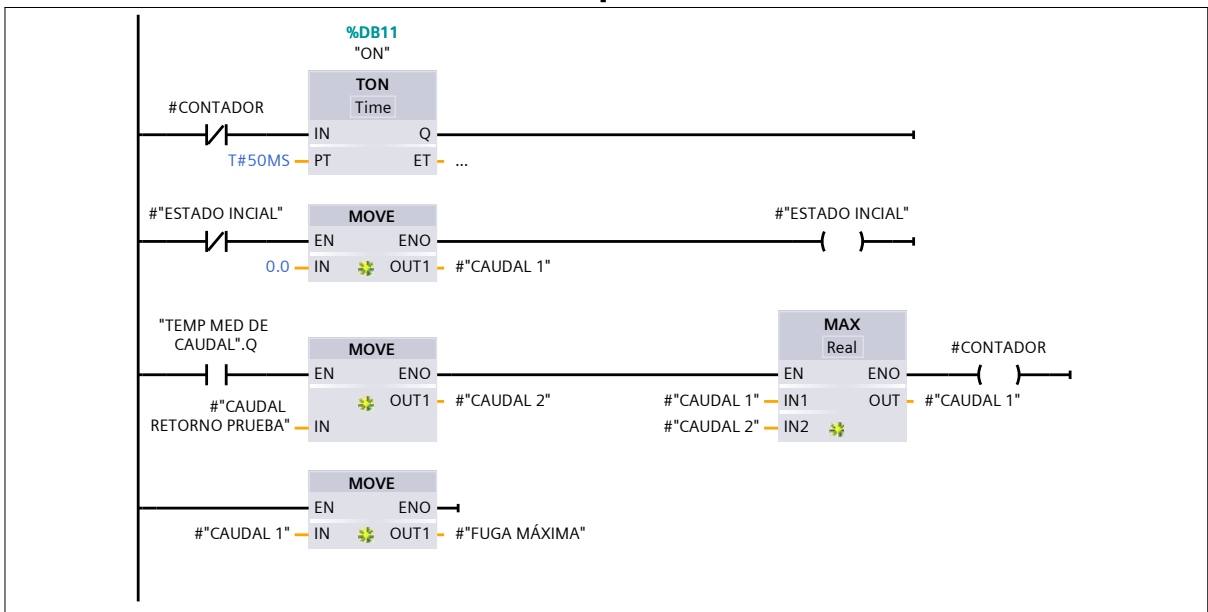 %DB11
"ON"
TON
Time
#CONTADOR
IN Q
T#50MS PT ET ...
#"ESTADO INCIAL"
MOVE
#"ESTADO INCIAL"
EN ENO
0.0 IN OUT1 #"CAUDAL 1"
"TEMP MED DE
CAUDAL".Q
MOVE
MAX
Real
#CONTADOR
EN ENO
EN ENO
#"CAUDAL
RETORNO PRUEBA" IN
OUT1 #"CAUDAL 2"
#"CAUDAL 1" IN1 OUT #"CAUDAL 1"
#"CAUDAL 2" IN2
MOVE
EN ENO
#"CAUDAL 1" IN OUT1 #"FUGA MÁXIMA"